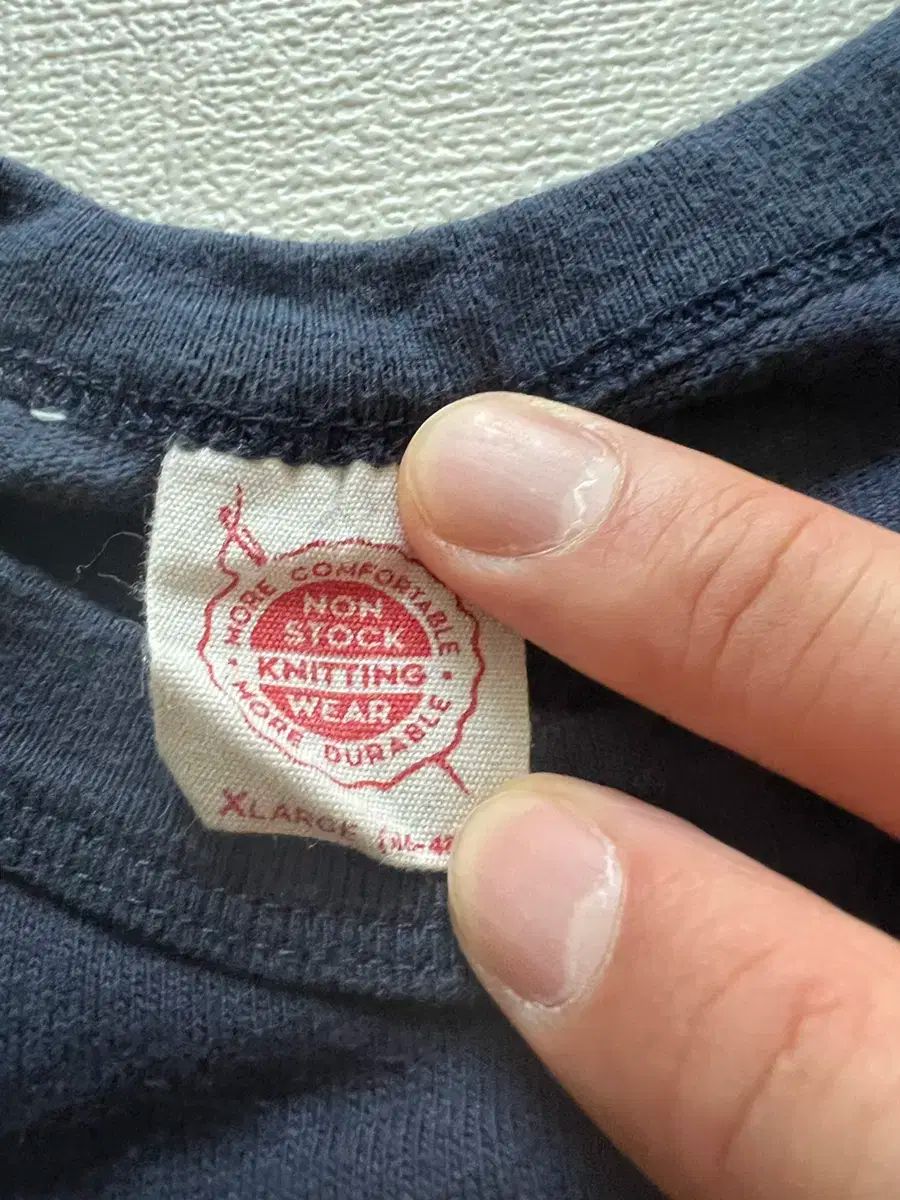 MORE COMFORTABLE
NON
STOCK
KNITTING
WEAR
MORE DURABLE
XLARGE